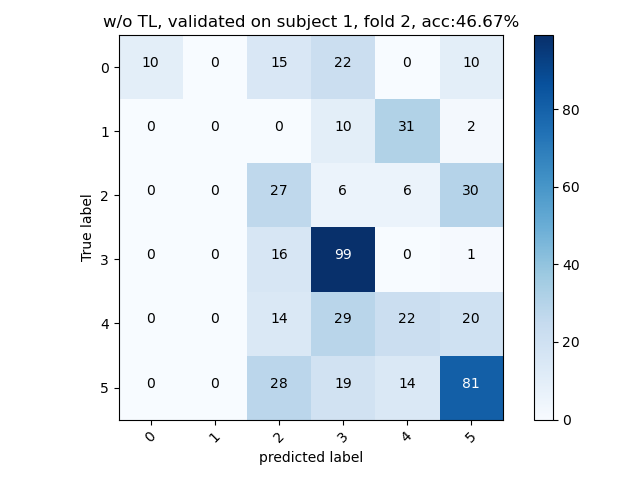 w/o TL, validated on subject 1, fold 2, acc:46.67%
0 10 0 15 22 0 10
1 0 0 0 10 31 2
2 0 0 27 6 6 30
3 0 0 16 99 0 1
4 0 0 14 29 22 20
5 0 0 28 19 14 81
0 1 2 3 4 5
True label
predicted label
80
60
40
20
0